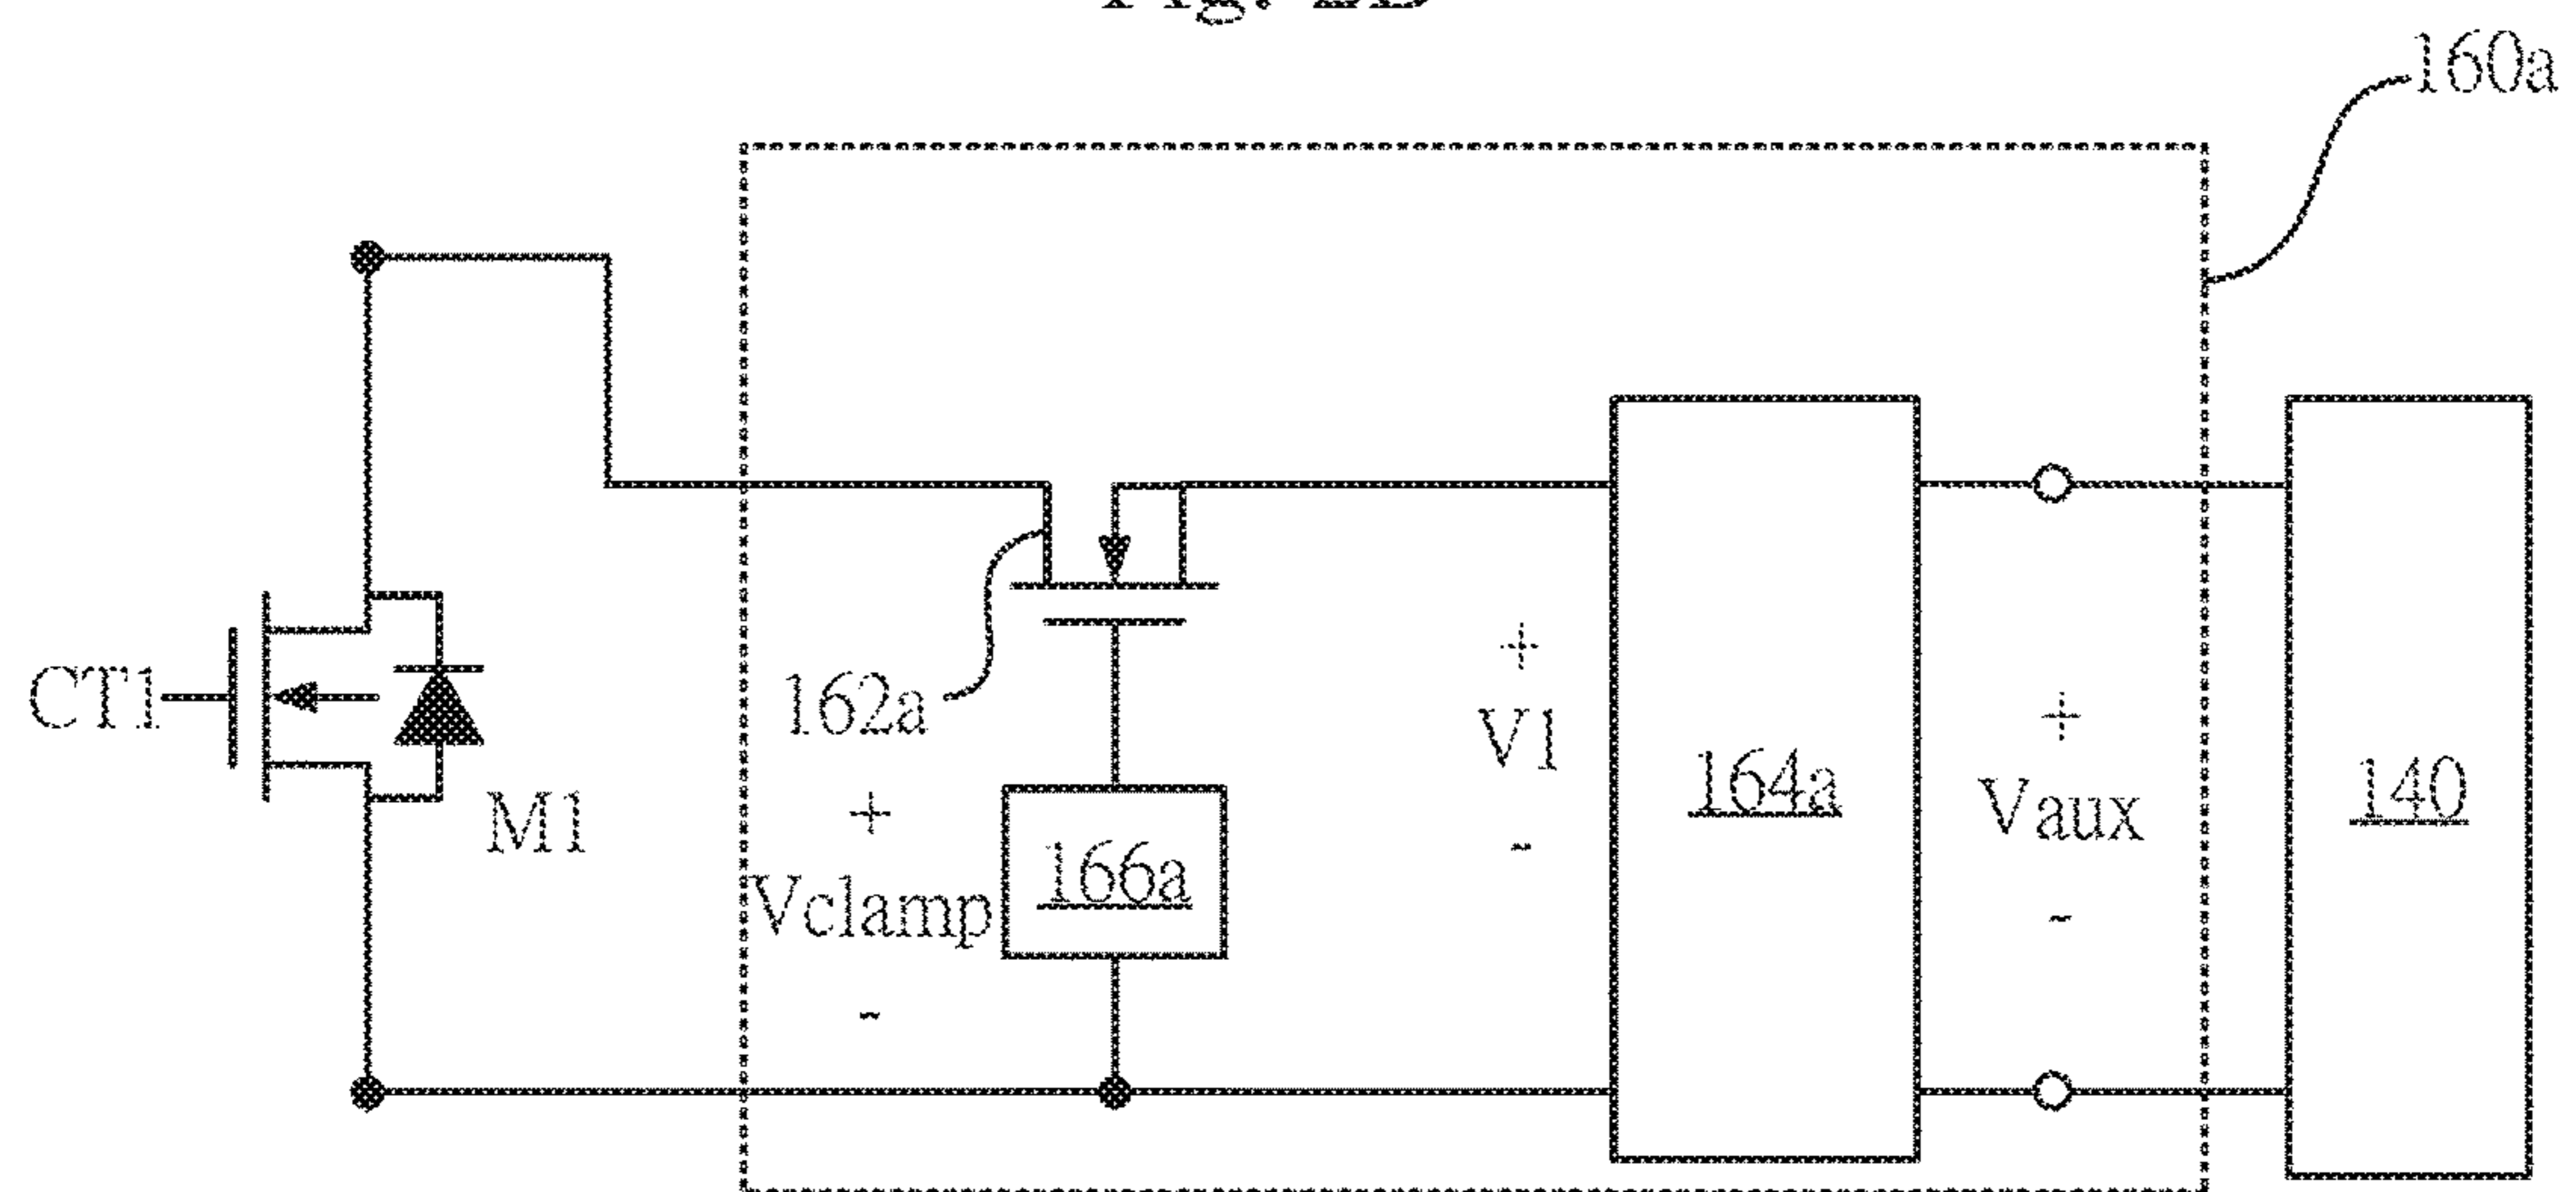 160a
CT1
M1
162a
+
Vclamp
-
166a
+
V1
-
164a
+
Vaux
-
140